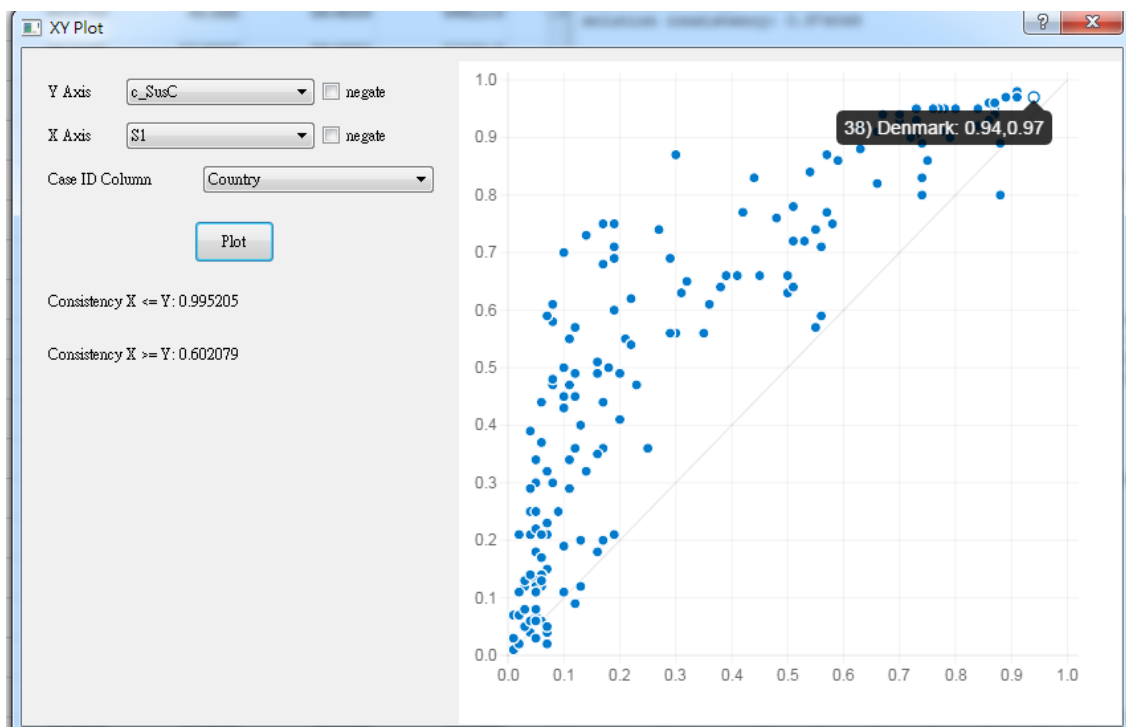 XY Plot
Y Axis c_SusC negate
X Axis S1 negate
Case ID Column Country
Plot
Consistency X <= Y: 0.995205
Consistency X >= Y: 0.602079
1.0
0.9
0.8
0.7
0.6
0.5
0.4
0.3
0.2
0.1
0.0
38) Denmark: 0.94,0.97
0.0 0.1 0.2 0.3 0.4 0.5 0.6 0.7 0.8 0.9 1.0